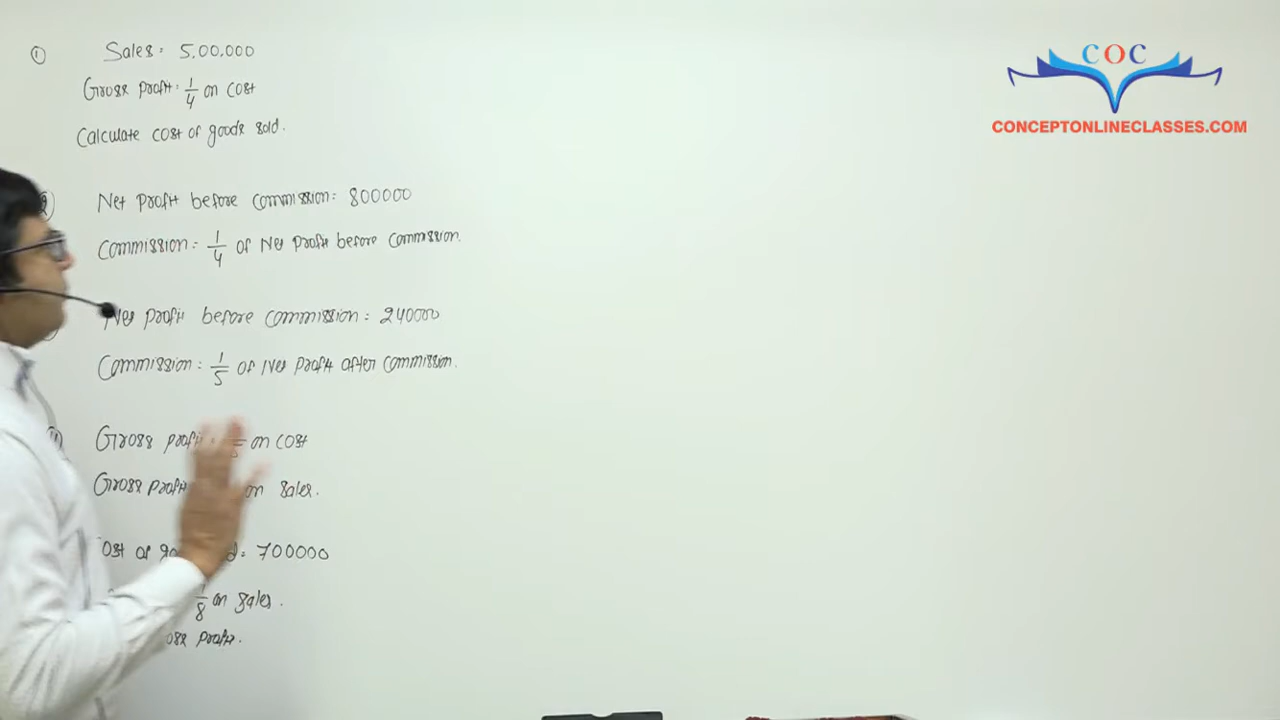 ① Sales = 5,00,000
Gross profit = 1/4 on cost
Calculate cost of goods sold.
Net profit before commission = 800000
Commission = 1/4 of Net profit before commission.
Net profit before commission = 240000
Commission = 1/5 of Net profit after commission.
Gross profit on cost
Gross profit on sales.
= 700000
8 on sales.
profit.
COC
CONCEPTONLINECLASSES.COM